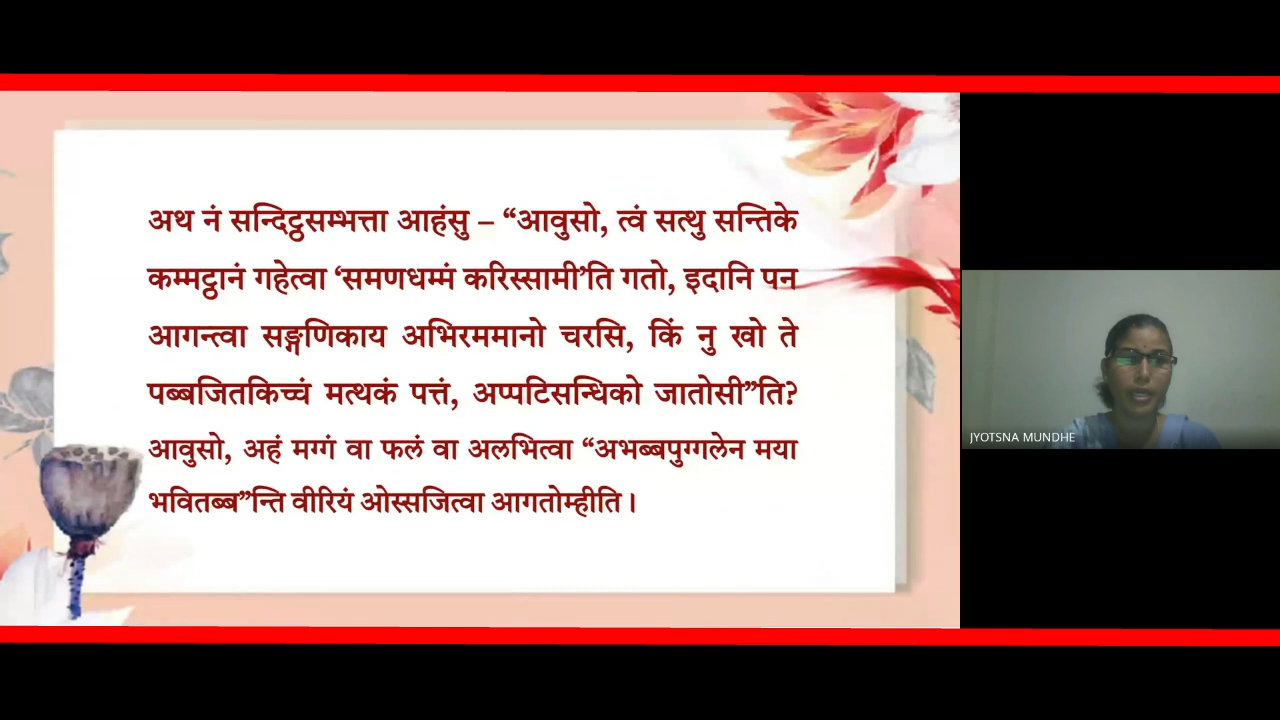 अथ नं सन्दिट्ठसम्भत्ता आहंसु – “आवुसो, त्वं सत्थु सन्तिके
कम्मट्ठानं गहेत्वा ‘समणधम्मं करिस्सामी’ति गतो, इदानि पन
आगन्त्वा सङ्गणिकाय अभिरममानो चरसि, किं नु खो ते
पब्बजितकिच्चं मत्थकं पत्तं, अप्पटिसन्धिको जातोसी”ति?
आवुसो, अहं मग्गं वा फलं वा अलभित्वा “अभब्बपुग्गलेन मया
भवितब्ब”न्ति वीरियं ओस्सजित्वा आगतोम्हीति।
JYOTSNA MUNDHE